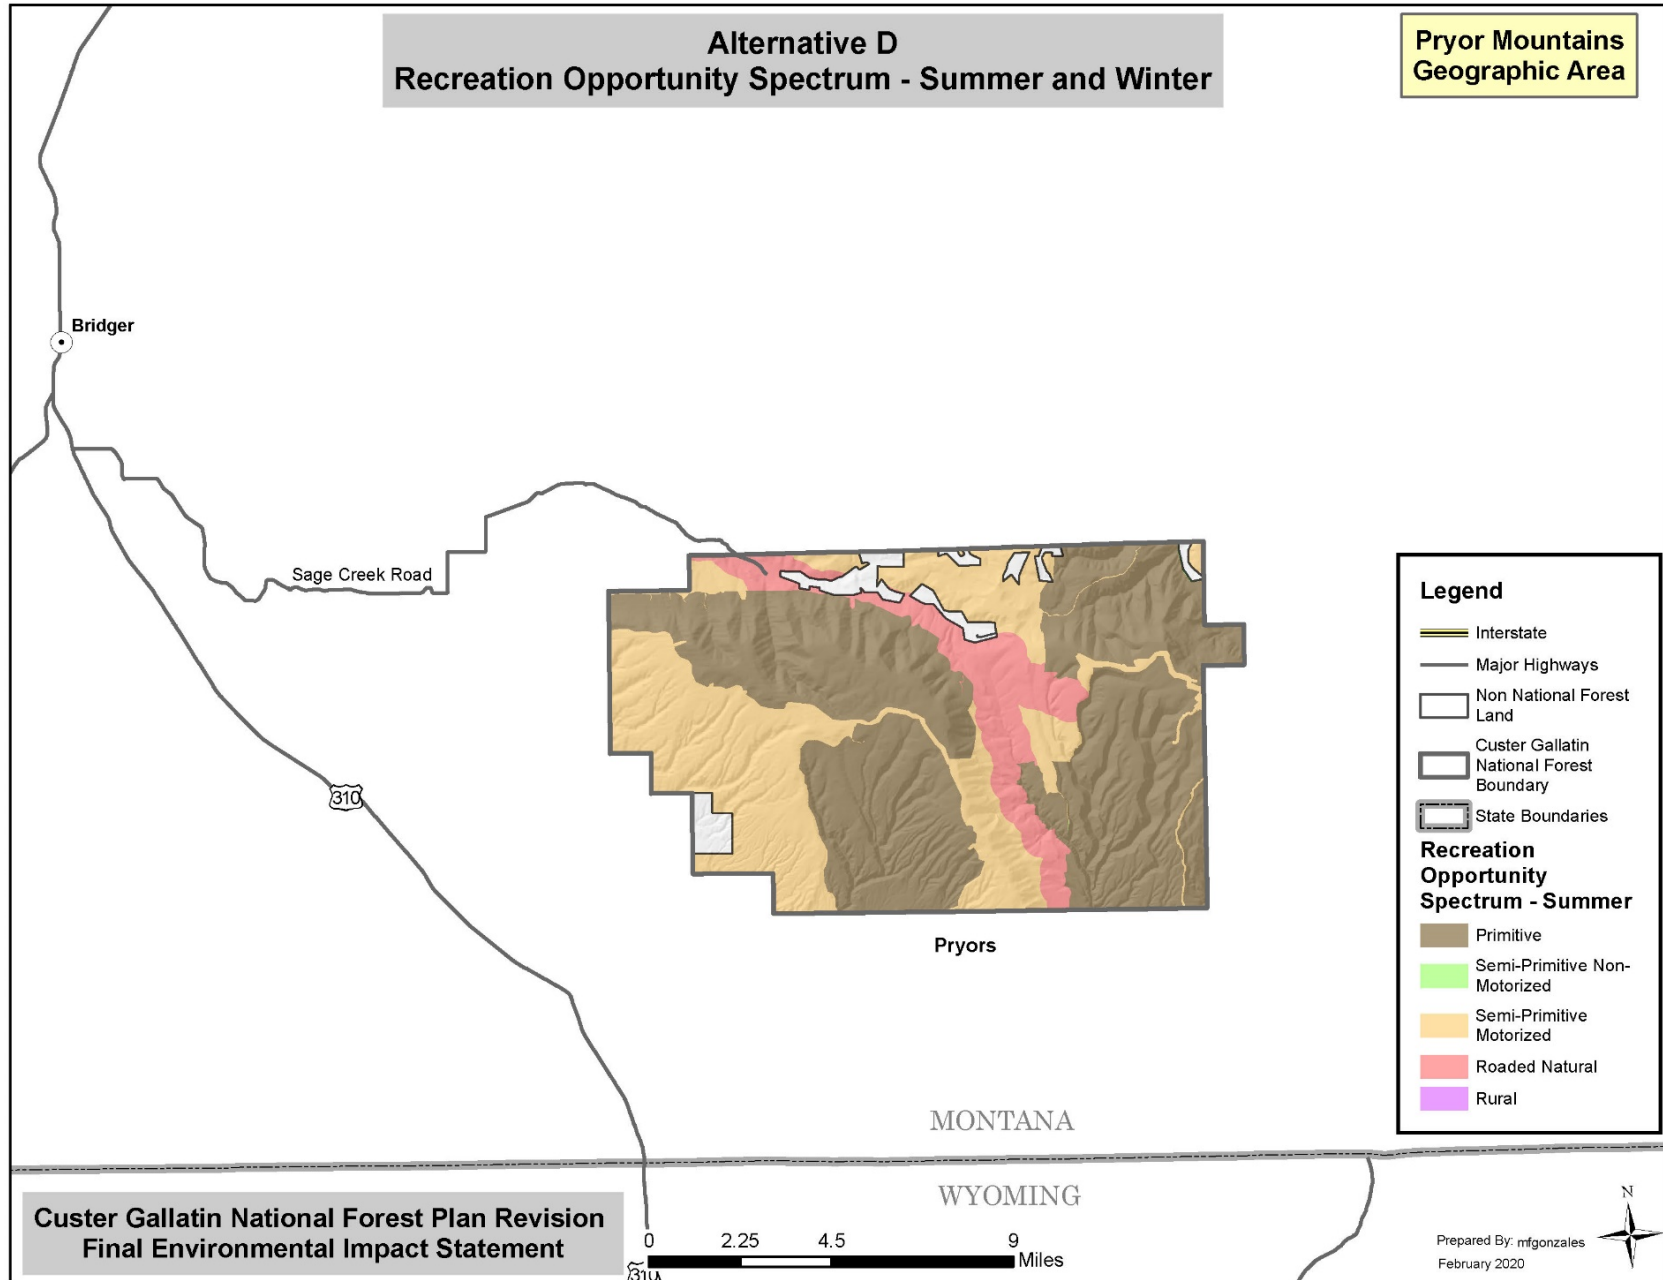 Alternative D
Recreation Opportunity Spectrum - Summer and Winter
Pryor Mountains
Geographic Area
Bridger
Sage Creek Road
310
Pryors
Legend
Interstate
Major Highways
Non National Forest
Land
Custer Gallatin
National Forest
Boundary
State Boundaries
Recreation
Opportunity
Spectrum - Summer
Primitive
Semi-Primitive Non-
Motorized
Semi-Primitive
Motorized
Roaded Natural
Rural
MONTANA
WYOMING
Custer Gallatin National Forest Plan Revision
Final Environmental Impact Statement
0 2.25 4.5 9
Miles
310
N
Prepared By: mfgonzales
February 2020